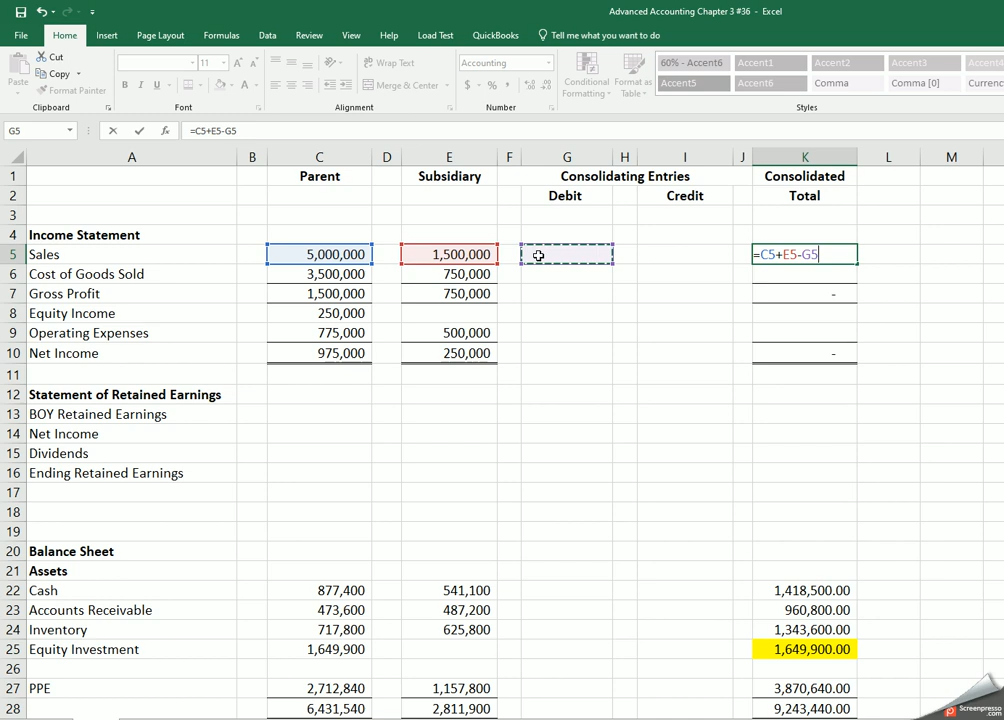 Advanced Accounting Chapter 3 #36 - Excel
File Home Insert Page Layout Formulas Data Review View Help Load Test QuickBooks Tell me what you want to do
Paste Cut Copy Format Painter
11 A A B I U A
Wrap Text Merge & Center
Accounting $ % ,
Conditional Formatting Format as Table
60% - Accent6 Accent1 Accent2 Accent3 Accent4
Accent5 Accent6 Comma Comma [0] Currenc
Clipboard Font Alignment Number Styles
G5 fx =C5+E5-G5
A B C D E F G H I J K L M
1 Parent Subsidiary Consolidating Entries Consolidated
2 Debit Credit Total
3
4 Income Statement
5 Sales 5,000,000 1,500,000 =C5+E5-G5
6 Cost of Goods Sold 3,500,000 750,000
7 Gross Profit 1,500,000 750,000 -
8 Equity Income 250,000
9 Operating Expenses 775,000 500,000
10 Net Income 975,000 250,000 -
11
12 Statement of Retained Earnings
13 BOY Retained Earnings
14 Net Income
15 Dividends
16 Ending Retained Earnings
17
18
19
20 Balance Sheet
21 Assets
22 Cash 877,400 541,100 1,418,500.00
23 Accounts Receivable 473,600 487,200 960,800.00
24 Inventory 717,800 625,800 1,343,600.00
25 Equity Investment 1,649,900 1,649,900.00
26
27 PPE 2,712,840 1,157,800 3,870,640.00
28 6,431,540 2,811,900 9,243,440.00
Screenpresso
.com